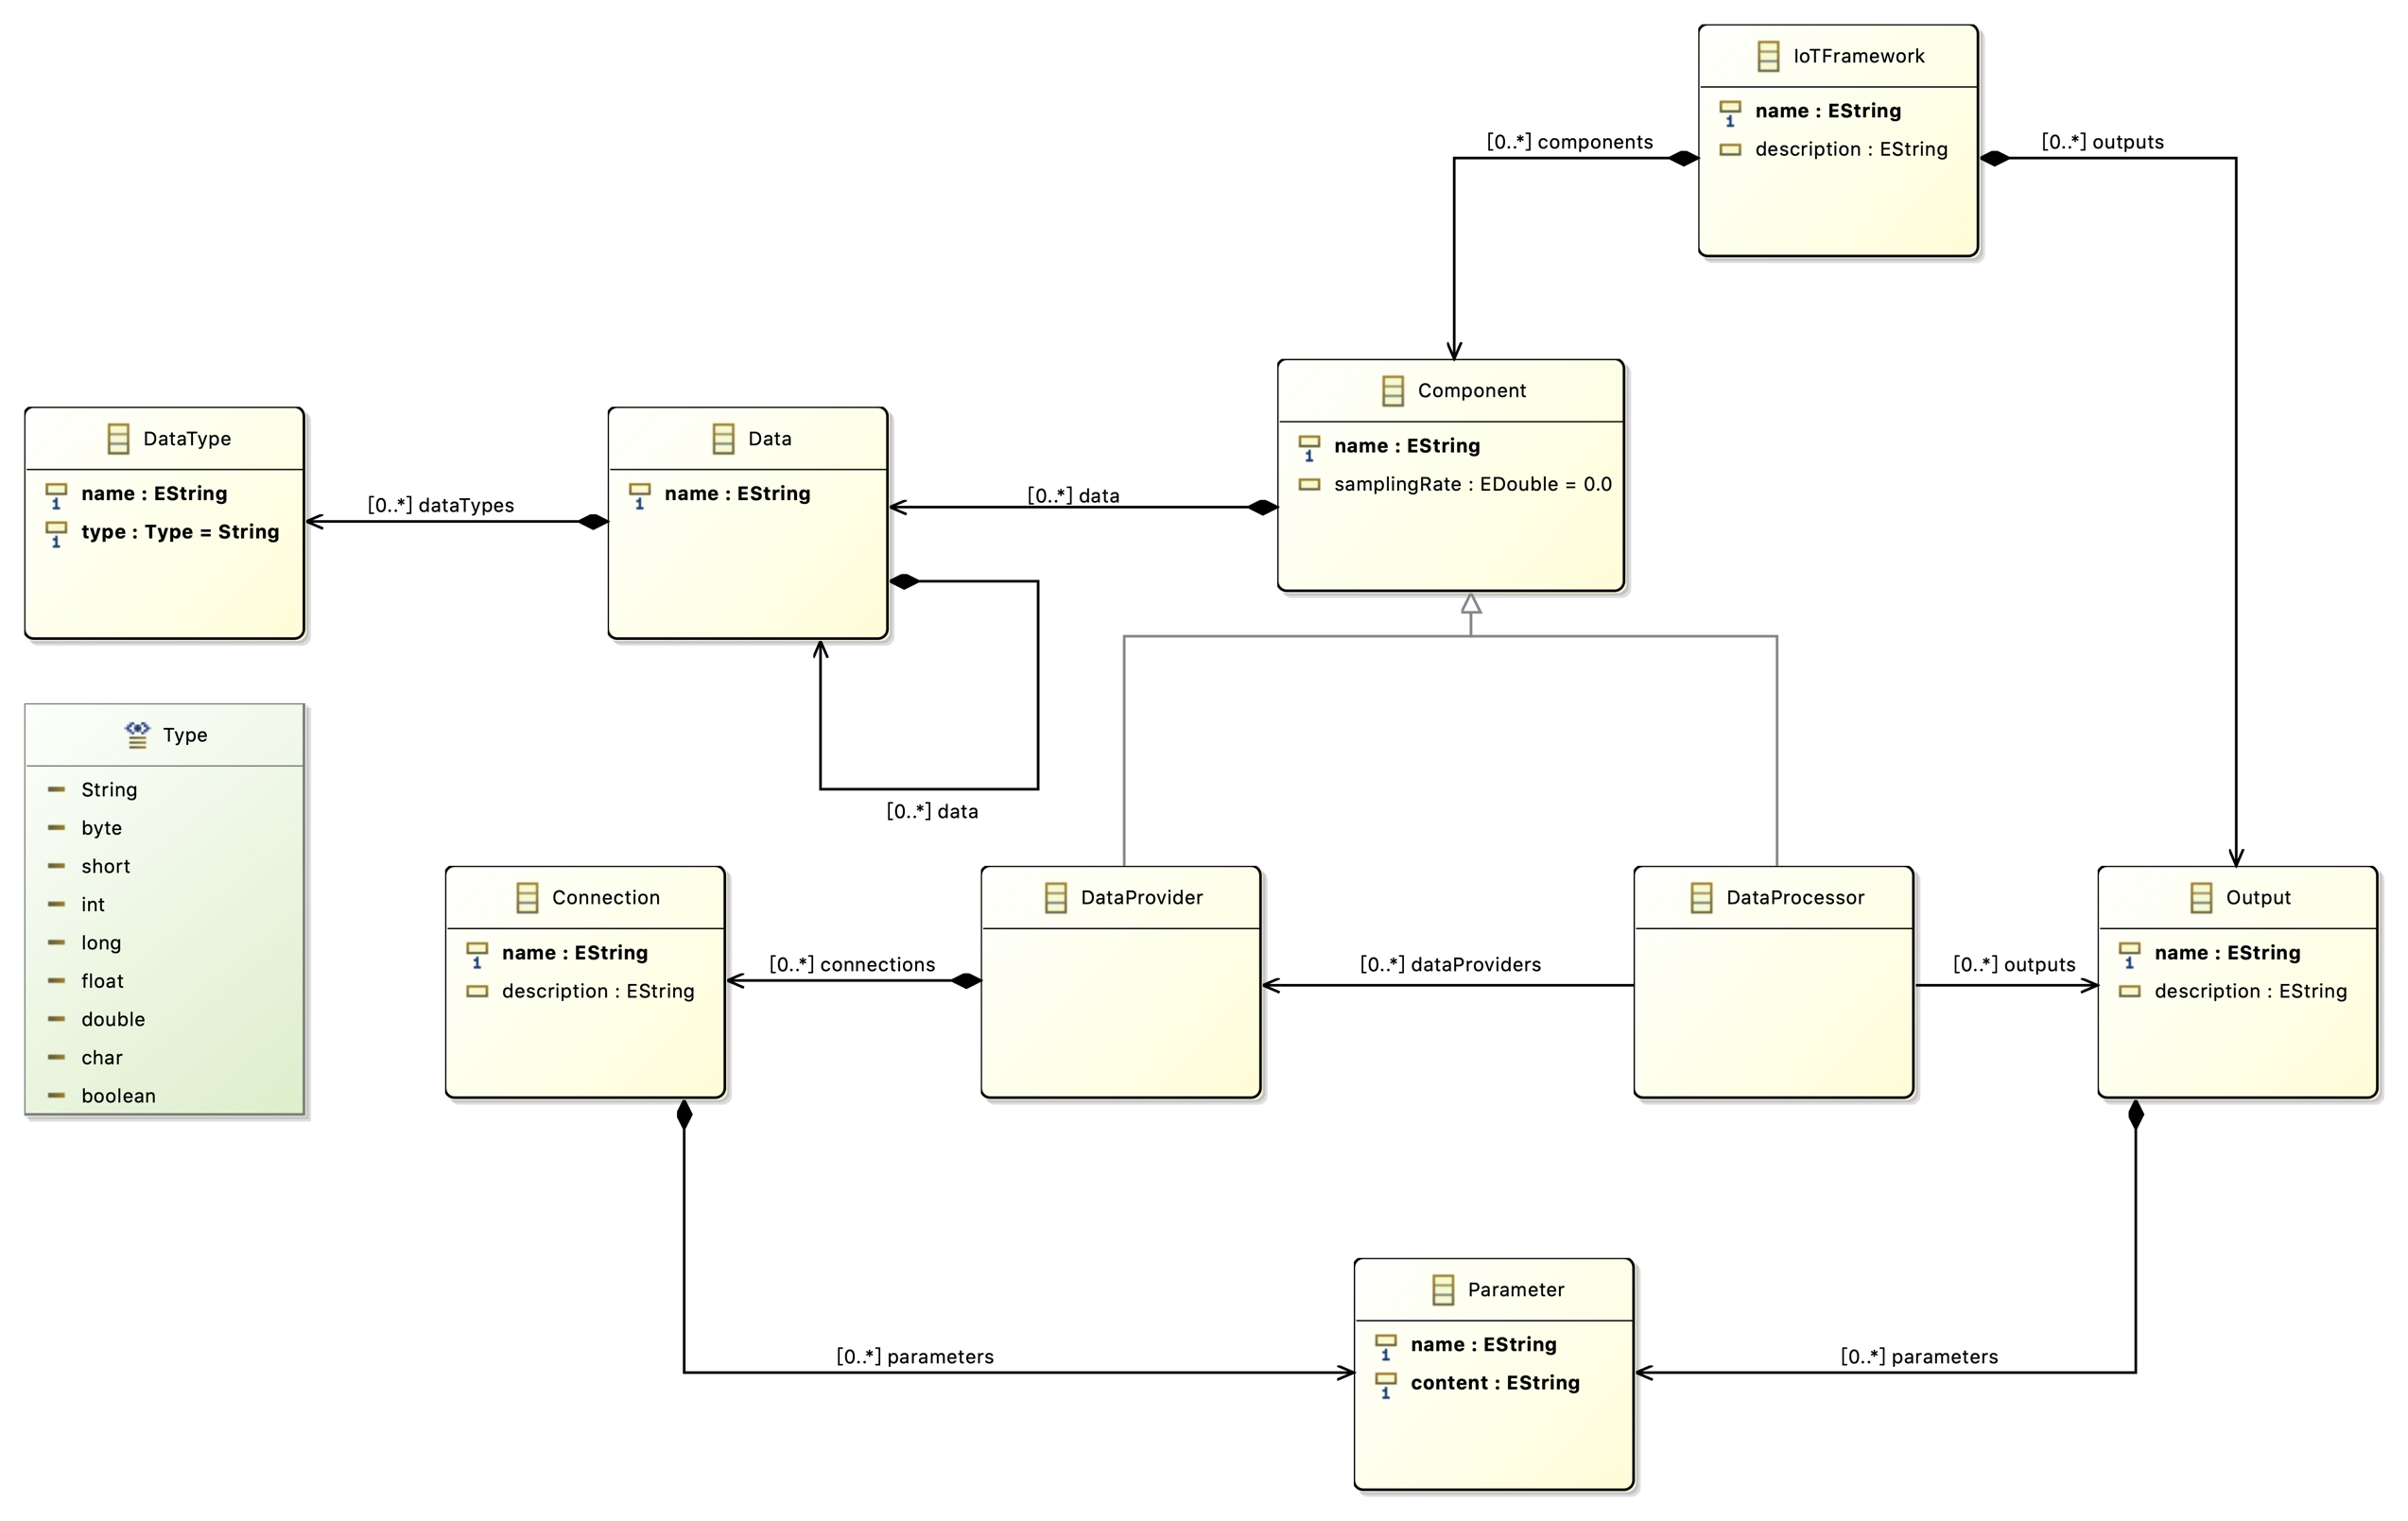 IoTFramework
name : EString
description : EString
[0..*] components
[0..*] outputs
Component
name : EString
samplingRate : EDouble = 0.0
DataType
name : EString
type : Type = String
[0..*] dataTypes
Data
name : EString
[0..*] data
[0..*] data
Type
String
byte
short
int
long
float
double
char
boolean
Connection
name : EString
description : EString
[0..*] connections
DataProvider
[0..*] dataProviders
DataProcessor
[0..*] outputs
Output
name : EString
description : EString
[0..*] parameters
Parameter
name : EString
content : EString
[0..*] parameters